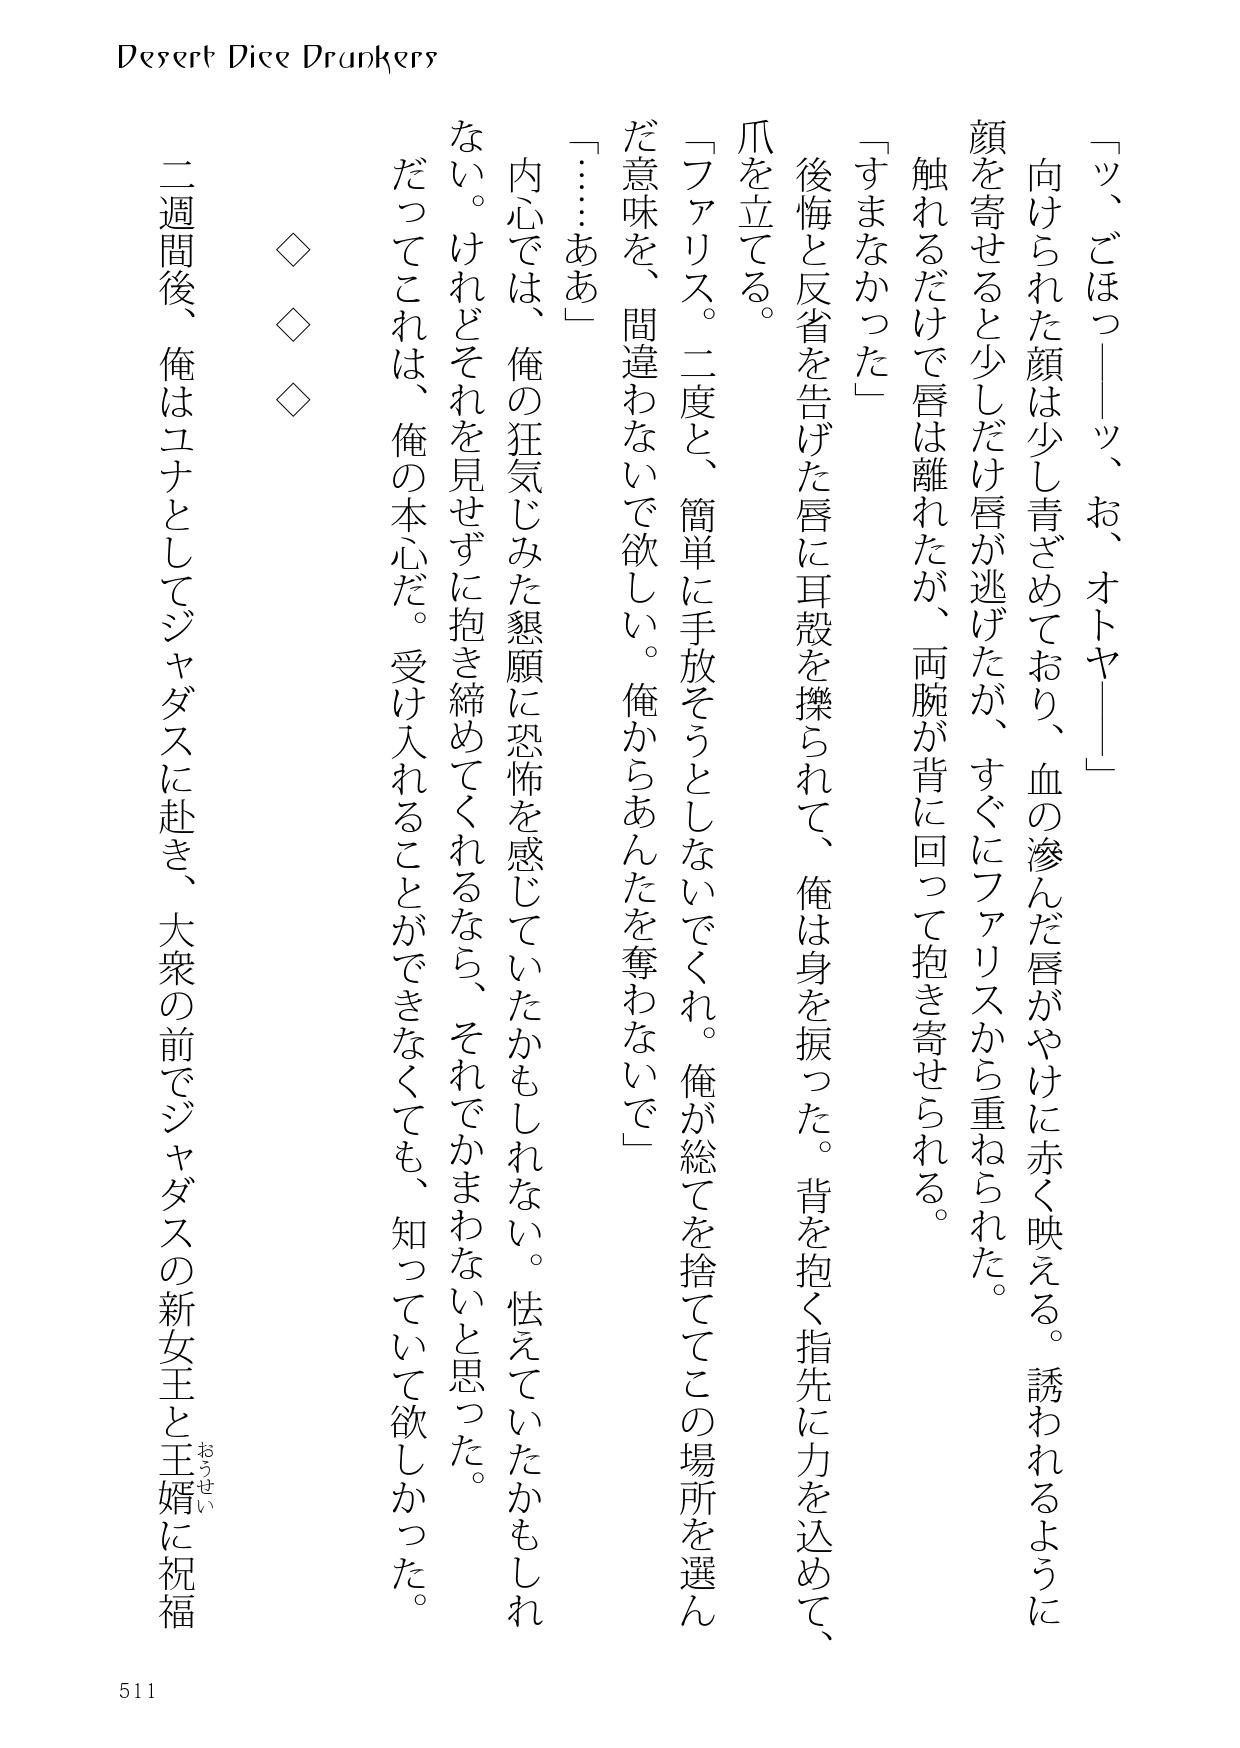 Desert Dice Drunkers
「ッ、ごほっ――ッ、お、オトヤ――」
向けられた顔は少し青ざめており、血の滲んだ唇がやけに赤く映える。誘われるように
顔を寄せると少しだけ唇が逃げたが、すぐにファリスから重ねられた。
触れるだけで唇は離れたが、両腕が背に回って抱き寄せられる。
「すまなかった」
後悔と反省を告げた唇に耳殻を擽られて、俺は身を捩った。背を抱く指先に力を込めて、
爪を立てる。
「ファリス。二度と、簡単に手放そうとしないでくれ。俺が総てを捨ててこの場所を選ん
だ意味を、間違わないで欲しい。俺からあんたを奪わないで」
「……ああ」
内心では、俺の狂気じみた懇願に恐怖を感じていたかもしれない。怯えていたかもしれ
ない。けれどそれを見せずに抱き締めてくれるなら、それでかまわないと思った。
だってこれは、俺の本心だ。受け入れることができなくても、知っていて欲しかった。
◇ ◇ ◇
二週間後、俺はユナとしてジャダスに赴き、大衆の前でジャダスの新女王と王婿に祝福
おうせい
511